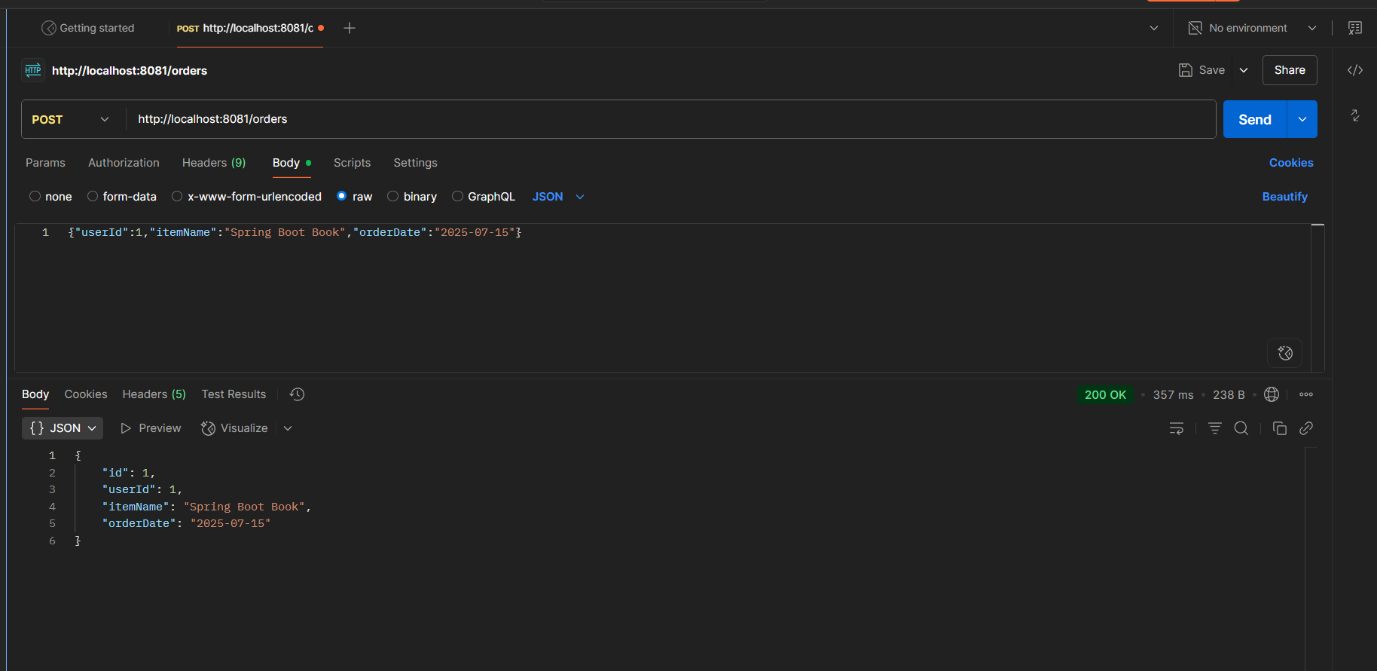 Getting started
POST http://localhost:8081/c
No environment
HTTP http://localhost:8081/orders
Save
Share
POST
http://localhost:8081/orders
Send
Params Authorization Headers (9) Body Scripts Settings
Cookies
none form-data x-www-form-urlencoded raw binary GraphQL JSON
Beautify
1 {"userId":1,"itemName":"Spring Boot Book","orderDate":"2025-07-15"}
Body Cookies Headers (5) Test Results
200 OK • 357 ms • 238 B
{} JSON Preview Visualize
1 {
2 "id": 1,
3 "userId": 1,
4 "itemName": "Spring Boot Book",
5 "orderDate": "2025-07-15"
6 }